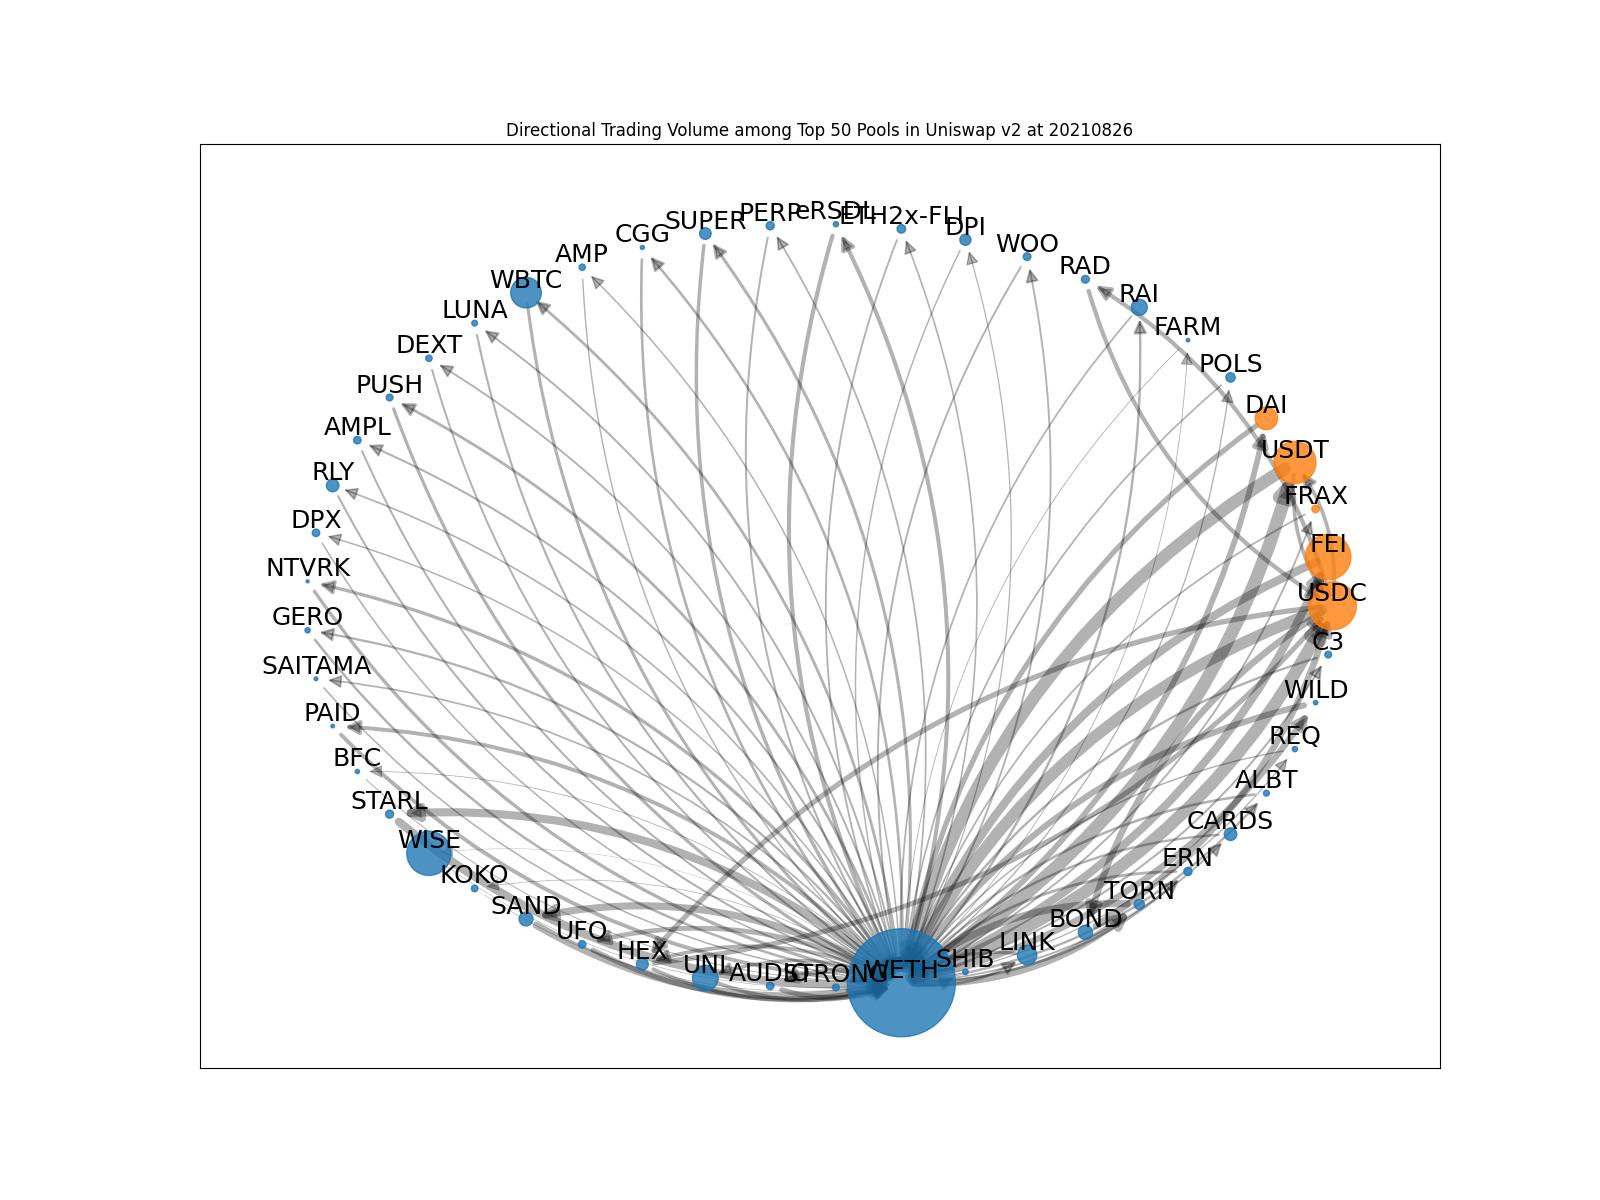 Directional Trading Volume among Top 50 Pools in Uniswap v2 at 20210826
PERP
eRSDL
ETH2x-FLI
SUPER
DPI
CGG
WOO
AMP
RAD
WBTC
RAI
LUNA
FARM
DEXT
POLS
PUSH
DAI
AMPL
USDT
RLY
FRAX
DPX
FEI
NTVRK
USDC
GERO
C3
SAITAMA
WILD
PAID
REQ
BFC
ALBT
STARL
CARDS
WISE
ERN
KOKO
TORN
SAND
BOND
UFO
LINK
HEX
SHIB
UNI
AUDIO
STRONG
WETH